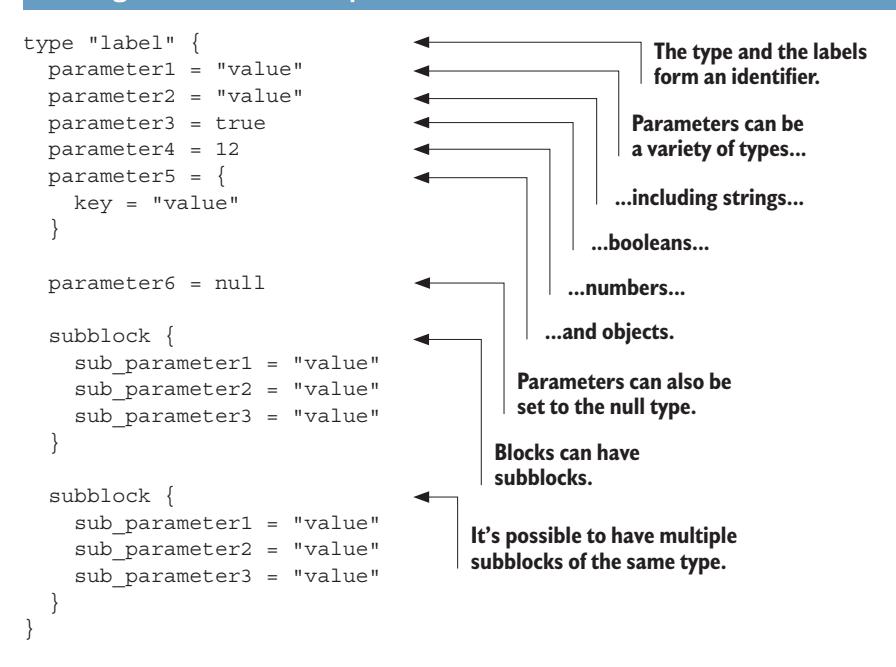 type "label" {
  parameter1 = "value"
  parameter2 = "value"
  parameter3 = true
  parameter4 = 12
  parameter5 = {
    key = "value"
  }
  parameter6 = null
  subblock {
    sub_parameter1 = "value"
    sub_parameter2 = "value"
    sub_parameter3 = "value"
  }
  subblock {
    sub_parameter1 = "value"
    sub_parameter2 = "value"
    sub_parameter3 = "value"
  }
}
The type and the labels
form an identifier.
Parameters can be
a variety of types...
...including strings...
...booleans...
...numbers...
...and objects.
Parameters can also be
set to the null type.
Blocks can have
subblocks.
It's possible to have multiple
subblocks of the same type.